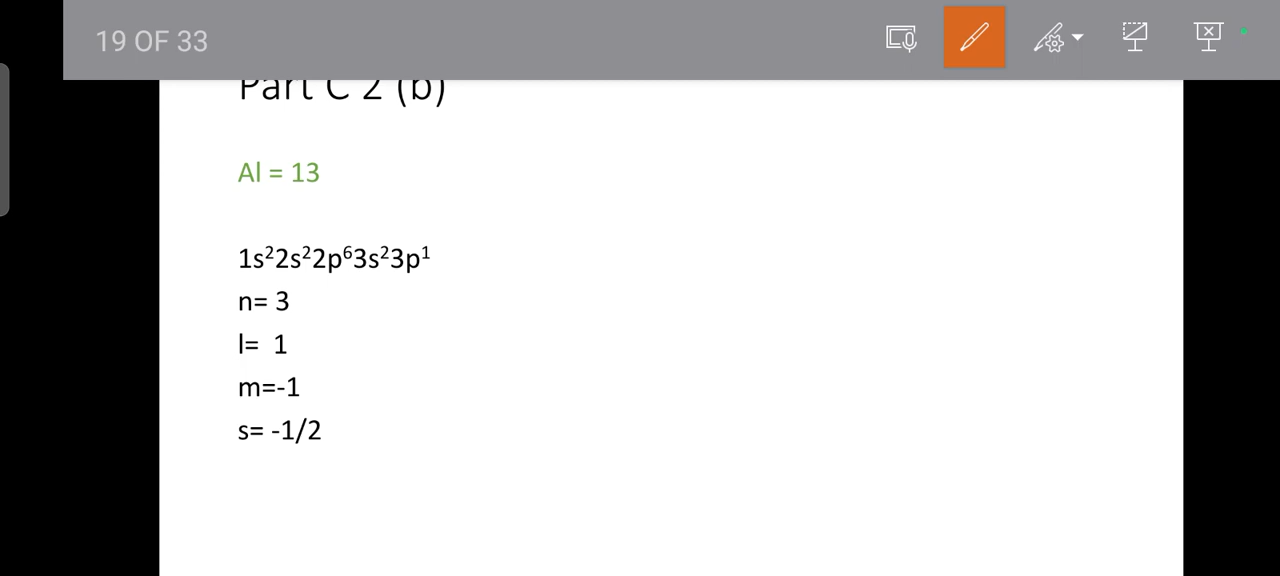 19 OF 33
Part C 2 (b)
Al = 13
1s²2s²2p⁶3s²3p¹
n= 3
l= 1
m=-1
s= -1/2